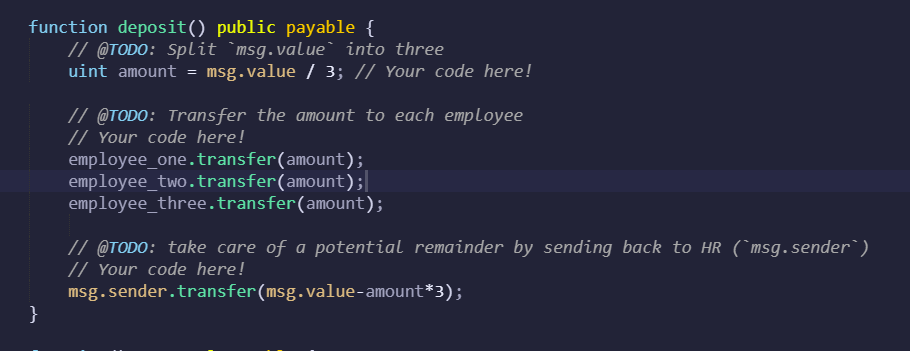 function deposit() public payable {
// @TODO: Split `msg.value` into three
uint amount = msg.value / 3; // Your code here!
// @TODO: Transfer the amount to each employee
// Your code here!
employee_one.transfer(amount);
employee_two.transfer(amount);
employee_three.transfer(amount);
// @TODO: take care of a potential remainder by sending back to HR (`msg.sender`)
// Your code here!
msg.sender.transfer(msg.value-amount*3);
}